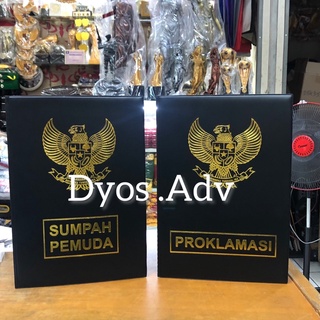 SUMPAH
PEMUDA
PROKLAMASI
Dyos .Adv